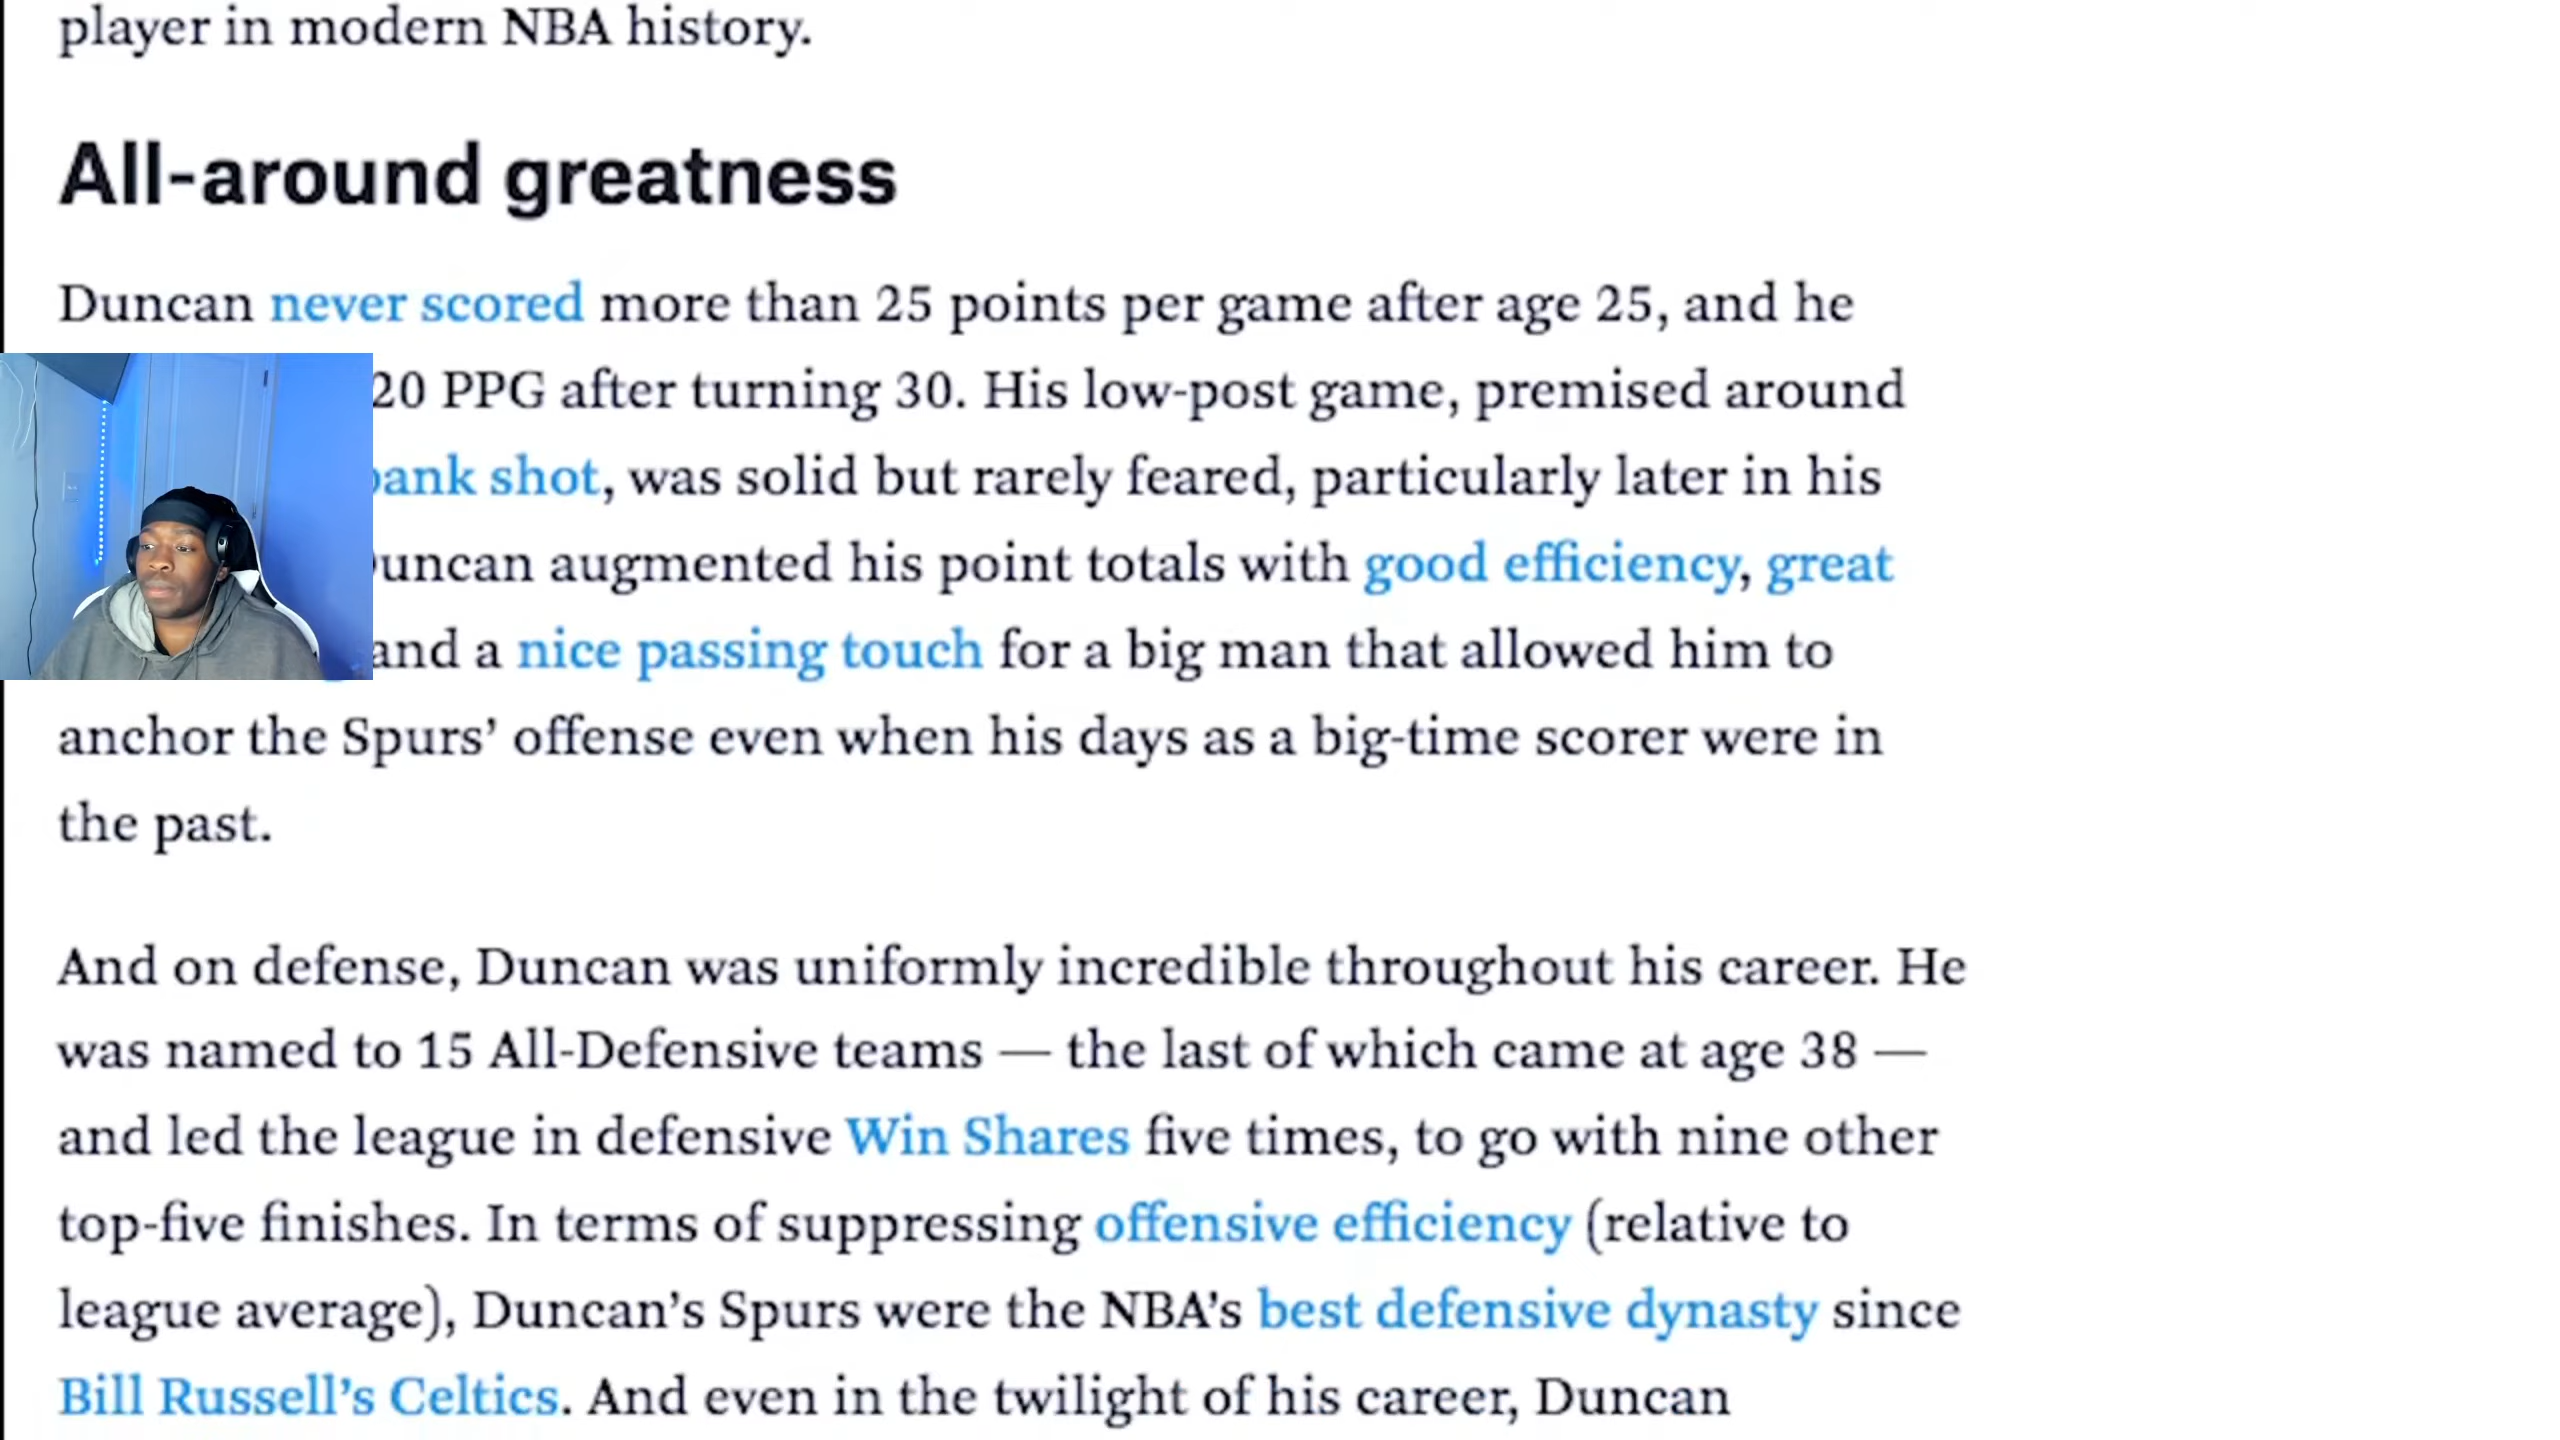 player in modern NBA history.
All-around greatness
Duncan never scored more than 25 points per game after age 25, and he
20 PPG after turning 30. His low-post game, premised around
bank shot, was solid but rarely feared, particularly later in his
Duncan augmented his point totals with good efficiency, great
and a nice passing touch for a big man that allowed him to
anchor the Spurs’ offense even when his days as a big-time scorer were in
the past.
And on defense, Duncan was uniformly incredible throughout his career. He
was named to 15 All-Defensive teams — the last of which came at age 38 —
and led the league in defensive Win Shares five times, to go with nine other
top-five finishes. In terms of suppressing offensive efficiency (relative to
league average), Duncan’s Spurs were the NBA’s best defensive dynasty since
Bill Russell’s Celtics. And even in the twilight of his career, Duncan